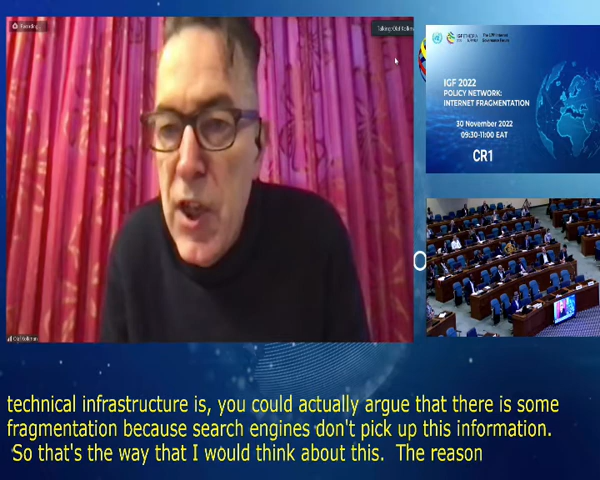 IGF 2022
POLICY NETWORK:
INTERNET FRAGMENTATION
30 November 2022
09:30-11:00 EAT
CR1
technical infrastructure is, you could actually argue that there is some
fragmentation because search engines don't pick up this information.
So that's the way that I would think about this. The reason